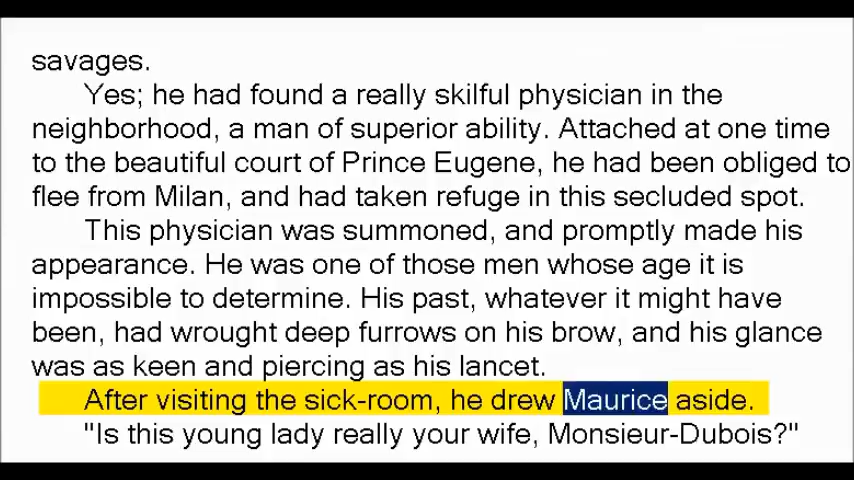 savages.
Yes; he had found a really skilful physician in the
neighborhood, a man of superior ability. Attached at one time
to the beautiful court of Prince Eugene, he had been obliged to
flee from Milan, and had taken refuge in this secluded spot.
This physician was summoned, and promptly made his
appearance. He was one of those men whose age it is
impossible to determine. His past, whatever it might have
been, had wrought deep furrows on his brow, and his glance
was as keen and piercing as his lancet.
After visiting the sick-room, he drew Maurice aside.
"Is this young lady really your wife, Monsieur-Dubois?"